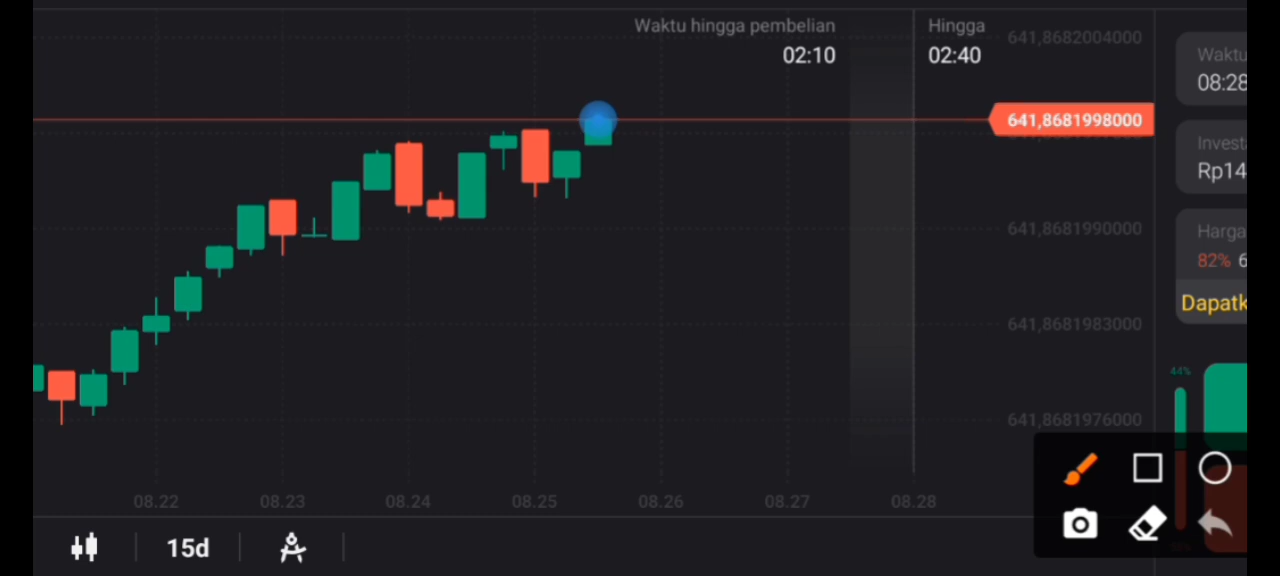 Waktu hingga pembelian
02:10
Hingga
02:40
641,8682004000
641,8681998000
641,8681990000
641,8681983000
641,8681976000
Waktu
08:28
Invest
Rp14
Harga
82% 6
Dapatk
44%
08.22
08.23
08.24
08.25
08.26
08.27
08.28
15d